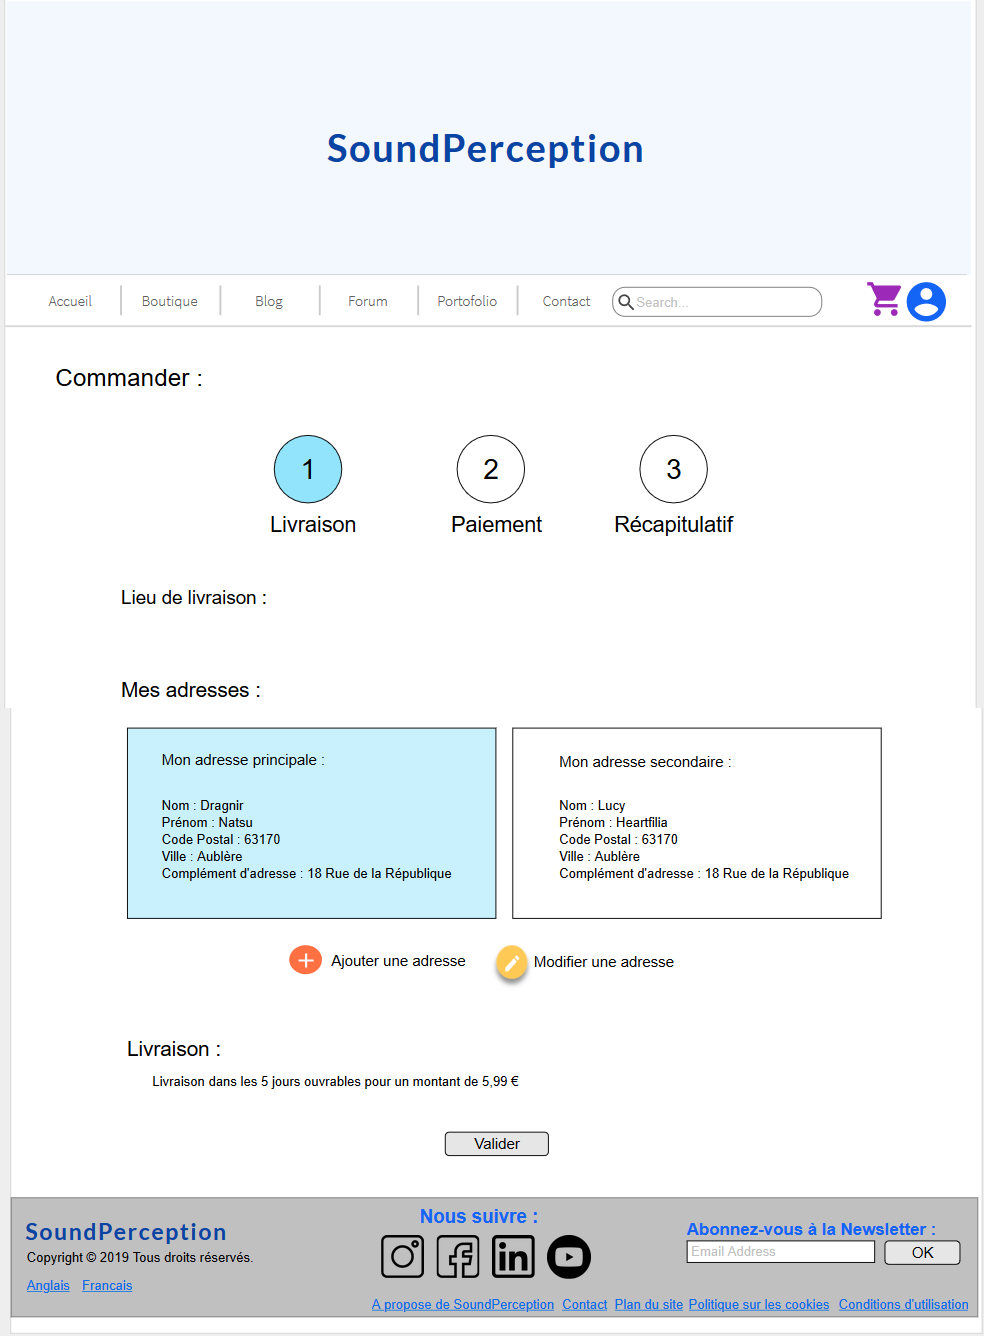 SoundPerception
Accueil Boutique Blog Forum Portofolio Contact Search...
Commander :
1 2 3
Livraison Paiement Récapitulatif
Lieu de livraison :
Mes adresses :
Mon adresse principale :
Nom : Dragnir
Prénom : Natsu
Code Postal : 63170
Ville : Aublère
Complément d'adresse : 18 Rue de la République
Mon adresse secondaire :
Nom : Lucy
Prénom : Heartfilia
Code Postal : 63170
Ville : Aublère
Complément d'adresse : 18 Rue de la République
Ajouter une adresse Modifier une adresse
Livraison :
Livraison dans les 5 jours ouvrables pour un montant de 5,99 €
Valider
SoundPerception
Copyright © 2019 Tous droits réservés.
Anglais Francais
Nous suivre :
in
Abonnez-vous à la Newsletter :
Email Address OK
A propose de SoundPerception Contact Plan du site Politique sur les cookies Conditions d'utilisation